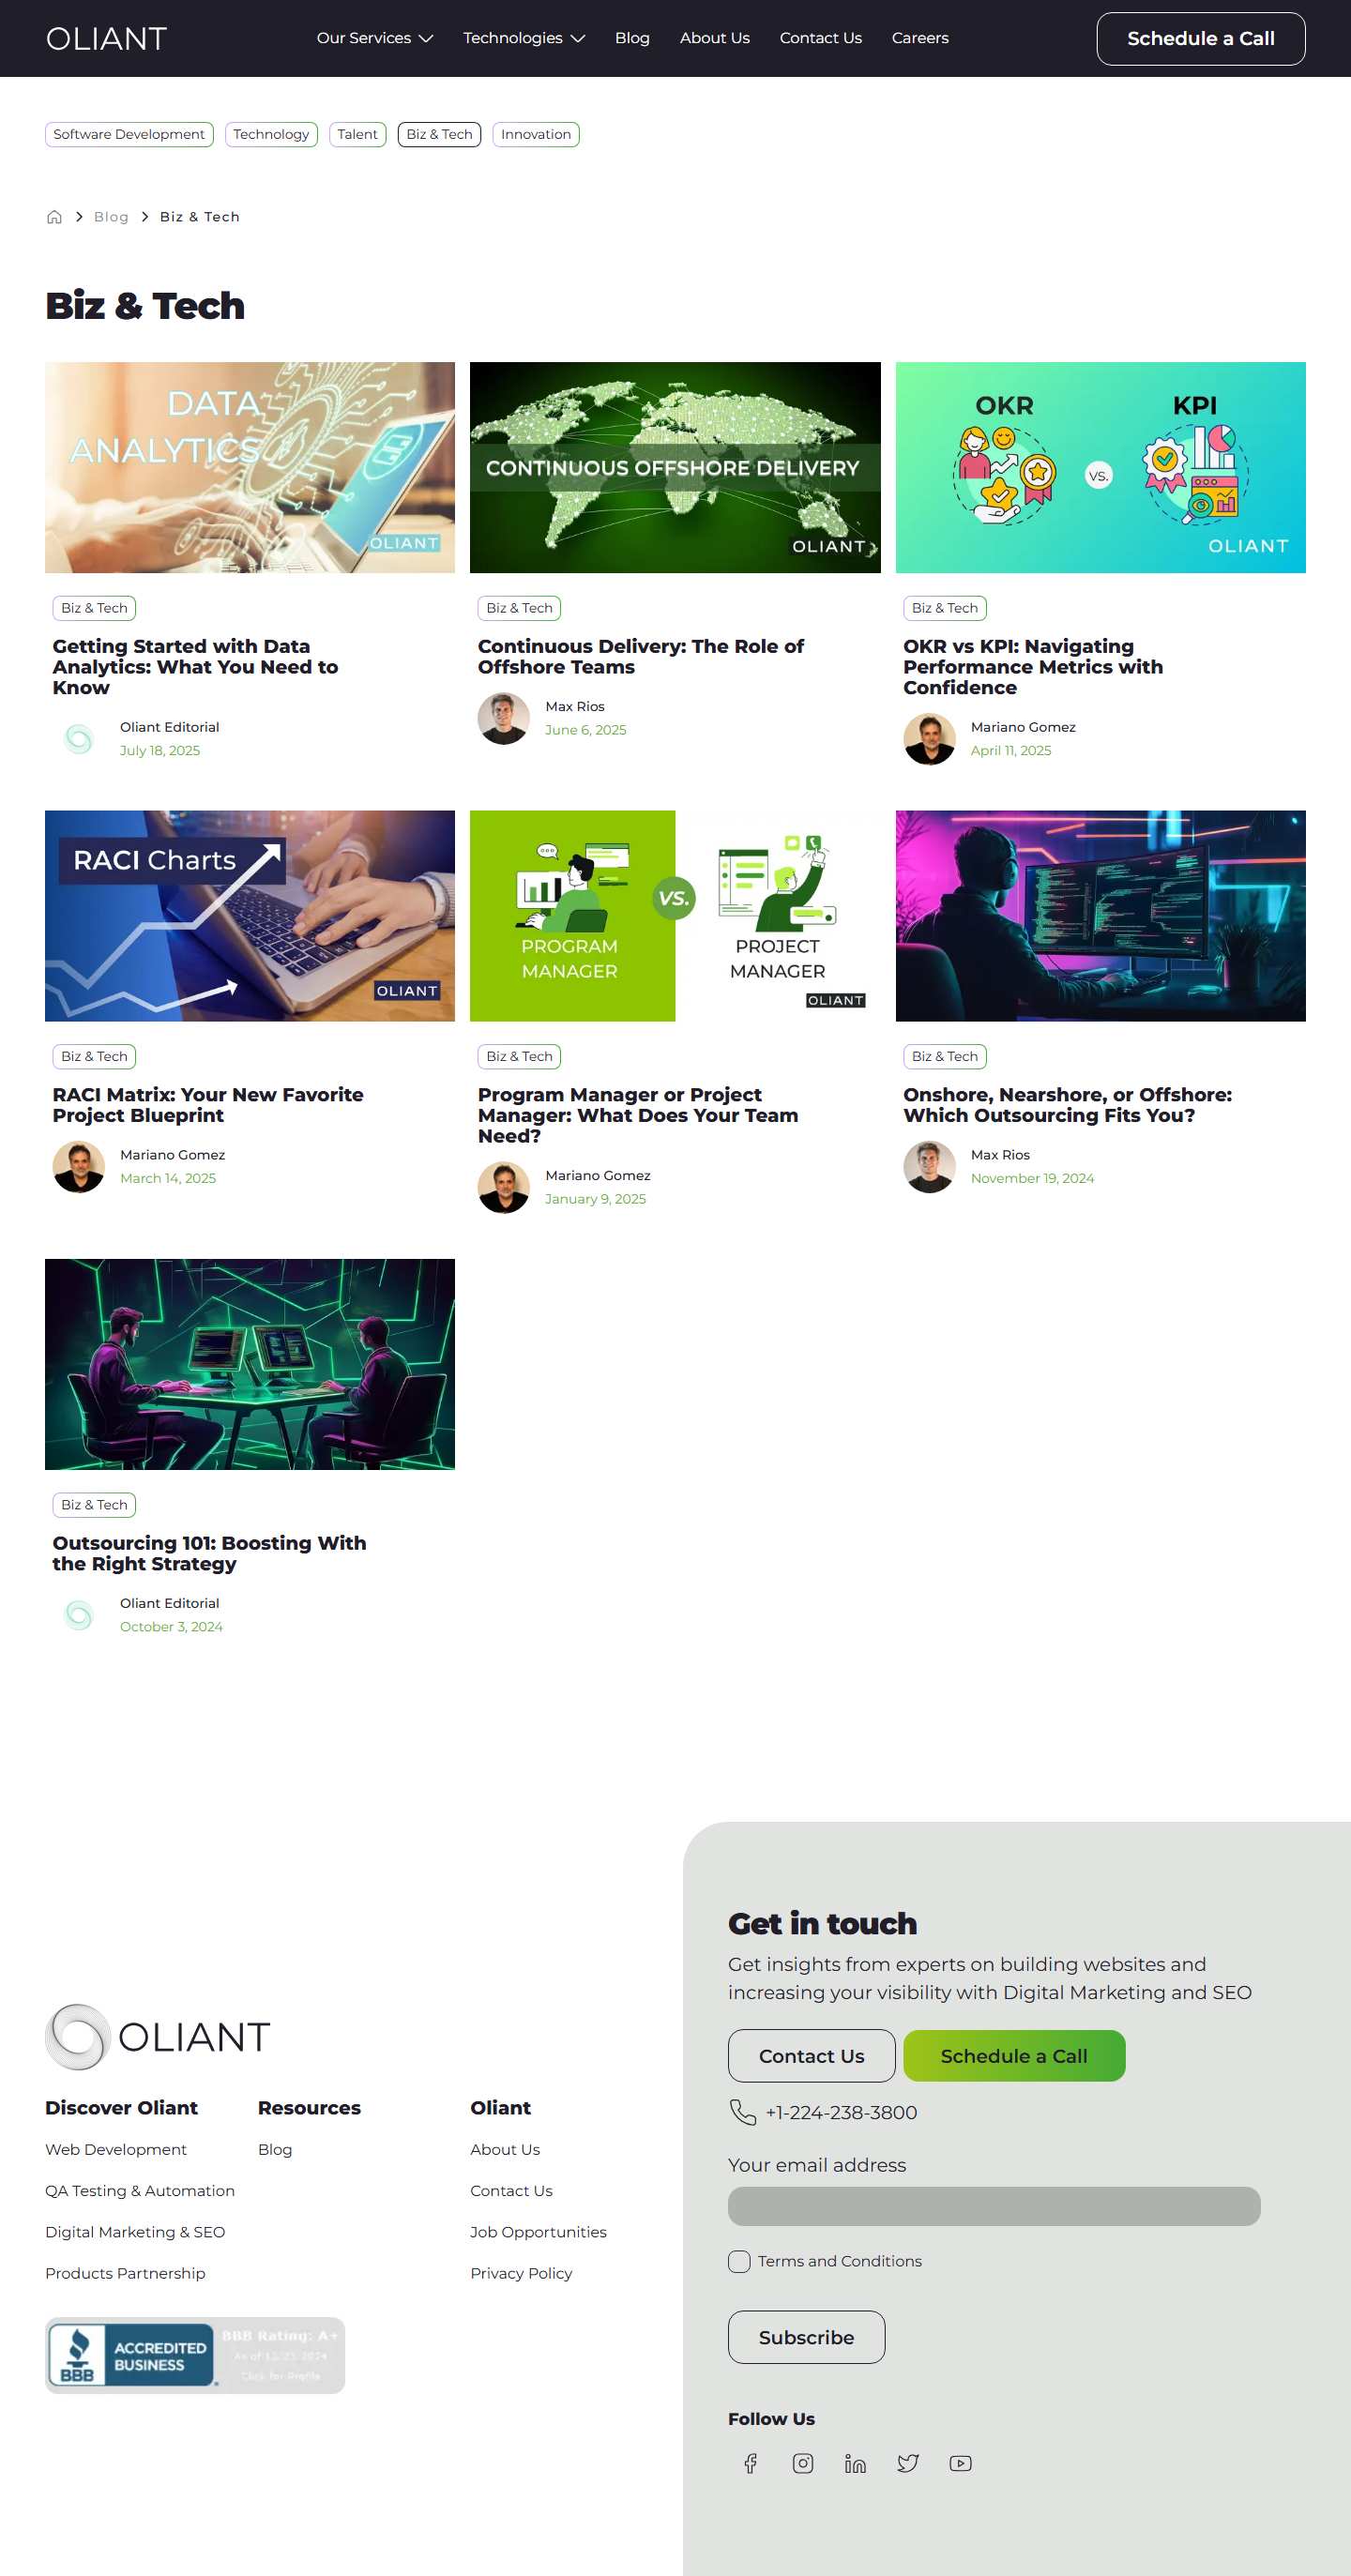 OLIANT
Our Services
Technologies
Blog
About Us
Contact Us
Careers
Schedule a Call
Software Development
Technology
Talent
Biz & Tech
Innovation
Blog
Biz & Tech
Biz & Tech
DATA
ANALYTICS
OLIANT
CONTINUOUS OFFSHORE DELIVERY
OLIANT
OKR
KPI
VS.
OLIANT
Biz & Tech
Getting Started with Data
Analytics: What You Need to
Know
Oliant Editorial
July 18, 2025
Biz & Tech
Continuous Delivery: The Role of
Offshore Teams
Max Rios
June 6, 2025
Biz & Tech
OKR vs KPI: Navigating
Performance Metrics with
Confidence
Mariano Gomez
April 11, 2025
RACI Charts
OLIANT
VS.
PROGRAM
MANAGER
PROJECT
MANAGER
OLIANT
Biz & Tech
RACI Matrix: Your New Favorite
Project Blueprint
Mariano Gomez
March 14, 2025
Biz & Tech
Program Manager or Project
Manager: What Does Your Team
Need?
Mariano Gomez
January 9, 2025
Biz & Tech
Onshore, Nearshore, or Offshore:
Which Outsourcing Fits You?
Max Rios
November 19, 2024
Biz & Tech
Outsourcing 101: Boosting With
the Right Strategy
Oliant Editorial
October 3, 2024
OLIANT
Discover Oliant
Web Development
QA Testing & Automation
Digital Marketing & SEO
Products Partnership
Resources
Blog
Oliant
About Us
Contact Us
Job Opportunities
Privacy Policy
BBB
ACCREDITED
BUSINESS
BBB Rating: A+
Click for Profile
Get in touch
Get insights from experts on building websites and
increasing your visibility with Digital Marketing and SEO
Contact Us
Schedule a Call
+1-224-238-3800
Your email address
Terms and Conditions
Subscribe
Follow Us